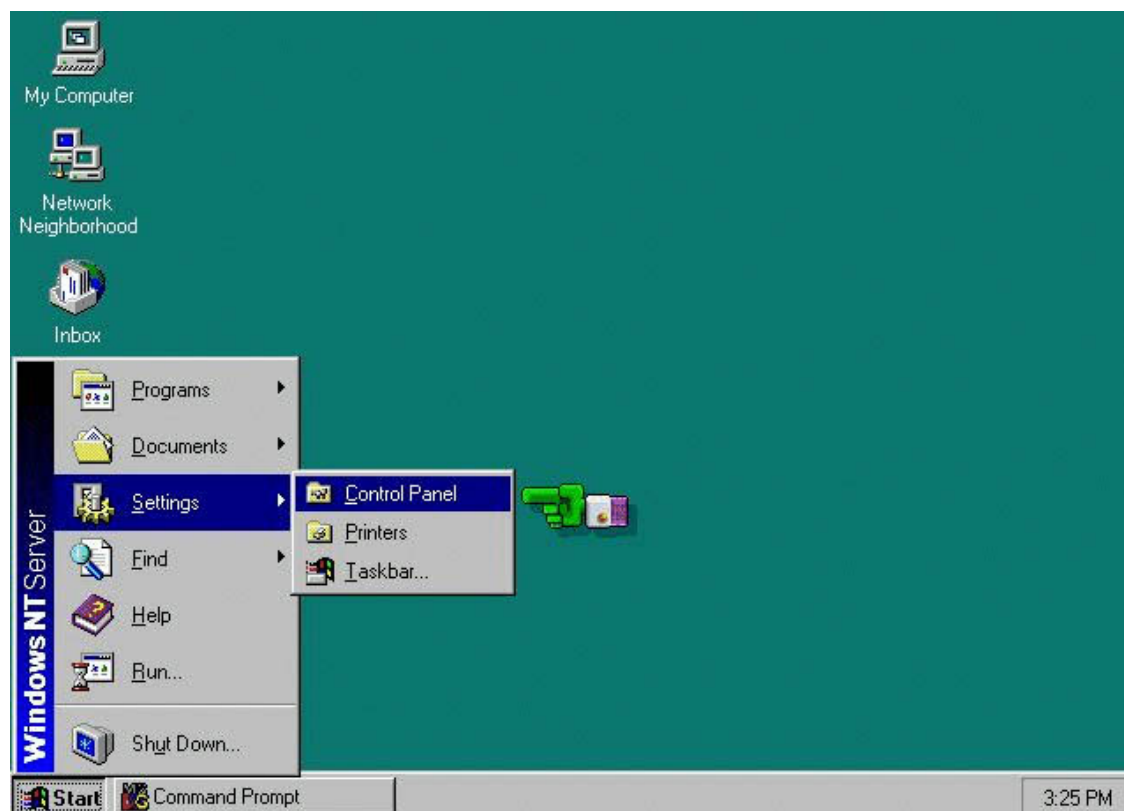 My Computer
Network
Neighborhood
Inbox
Windows NT Server
Programs
Documents
Settings
Find
Help
Run...
Shut Down...
Control Panel
Printers
Taskbar...
Start
Command Prompt
3:25 PM